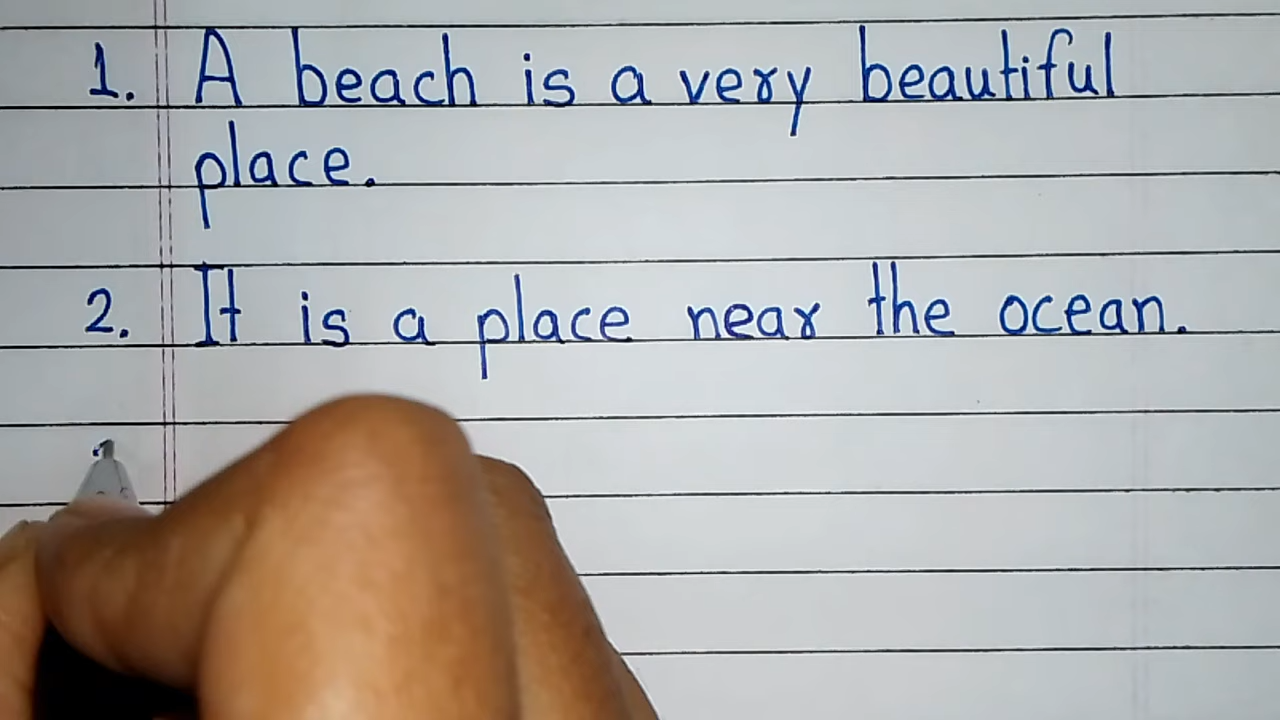 1. A beach is a very beautiful
place.
2. It is a place near the ocean.